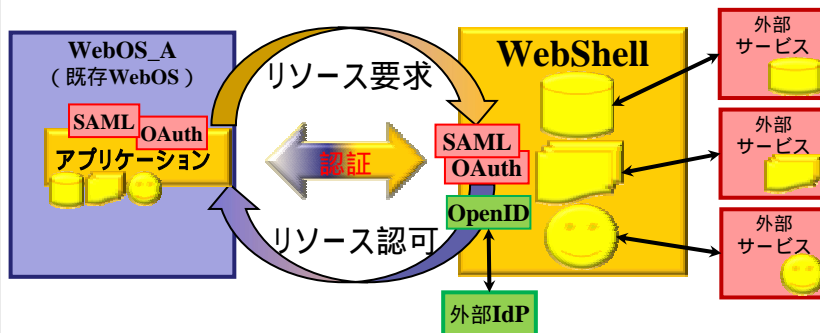 WebOS_A
(既存WebOS)
SAML
OAuth
アプリケーション
リソース要求
認証
リソース認可
WebShell
SAML
OAuth
OpenID
外部IdP
外部
サービス
外部
サービス
外部
サービス